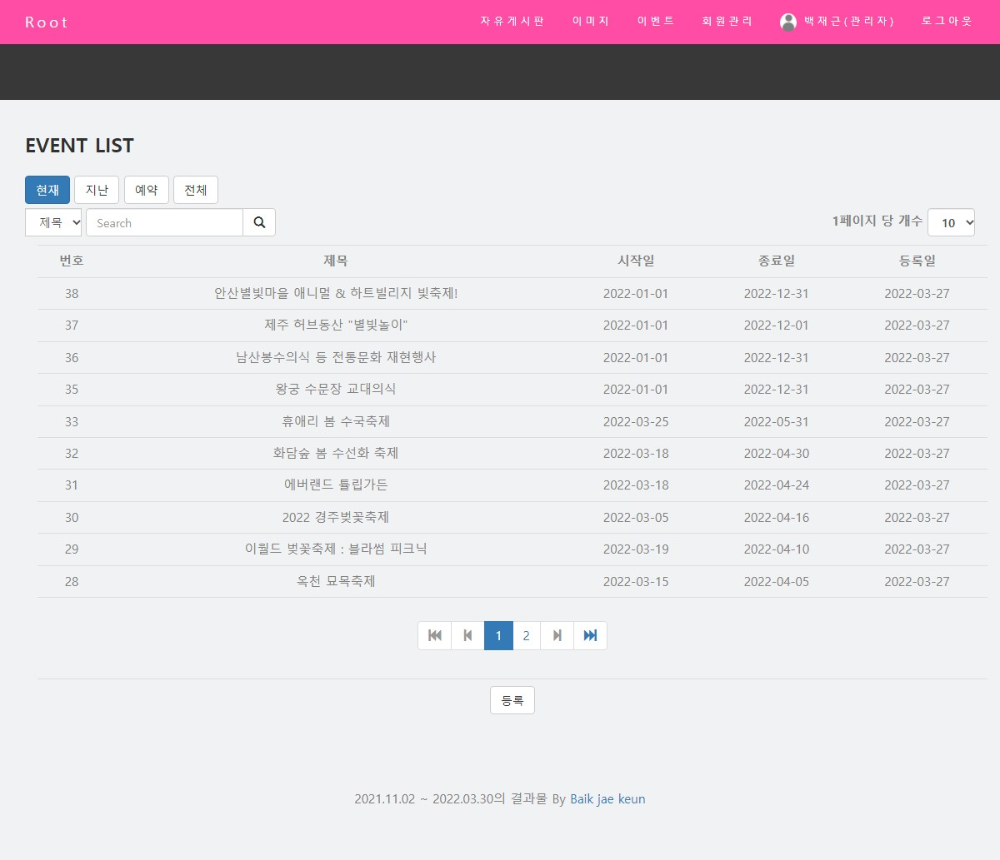 Root 자유게시판 이미지 이벤트 회원관리 백재근(관리자) 로그아웃
EVENT LIST
현재 지난 예약 전체
제목 Search 1페이지 당 개수 10
번호 제목 시작일 종료일 등록일
38 안산별빛마을 애니멀 & 하트빌리지 빛축제! 2022-01-01 2022-12-31 2022-03-27
37 제주 허브동산 "별빛놀이" 2022-01-01 2022-12-01 2022-03-27
36 남산봉수의식 등 전통문화 재현행사 2022-01-01 2022-12-31 2022-03-27
35 왕궁 수문장 교대의식 2022-01-01 2022-12-31 2022-03-27
33 휴애리 봄 수국축제 2022-03-25 2022-05-31 2022-03-27
32 화담숲 봄 수선화 축제 2022-03-18 2022-04-30 2022-03-27
31 에버랜드 튤립가든 2022-03-18 2022-04-24 2022-03-27
30 2022 경주벚꽃축제 2022-03-05 2022-04-16 2022-03-27
29 이월드 벚꽃축제 : 블라썸 피크닉 2022-03-19 2022-04-10 2022-03-27
28 옥천 묘목축제 2022-03-15 2022-04-05 2022-03-27
1 2
등록
2021.11.02 ~ 2022.03.30의 결과물 By Baik jae keun